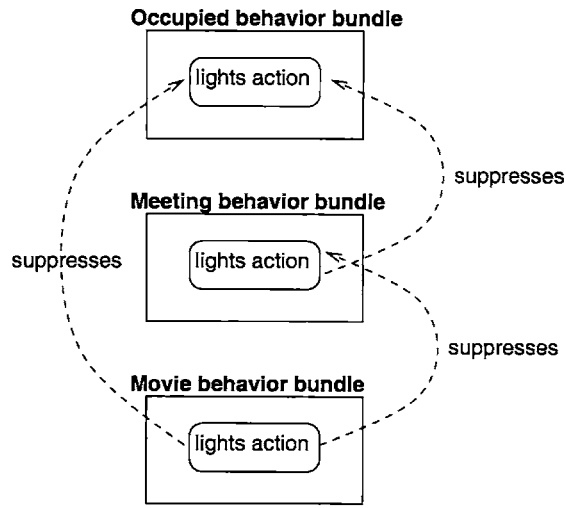 Occupied behavior bundle
lights action
suppresses
Meeting behavior bundle
lights action
suppresses
suppresses
Movie behavior bundle
lights action